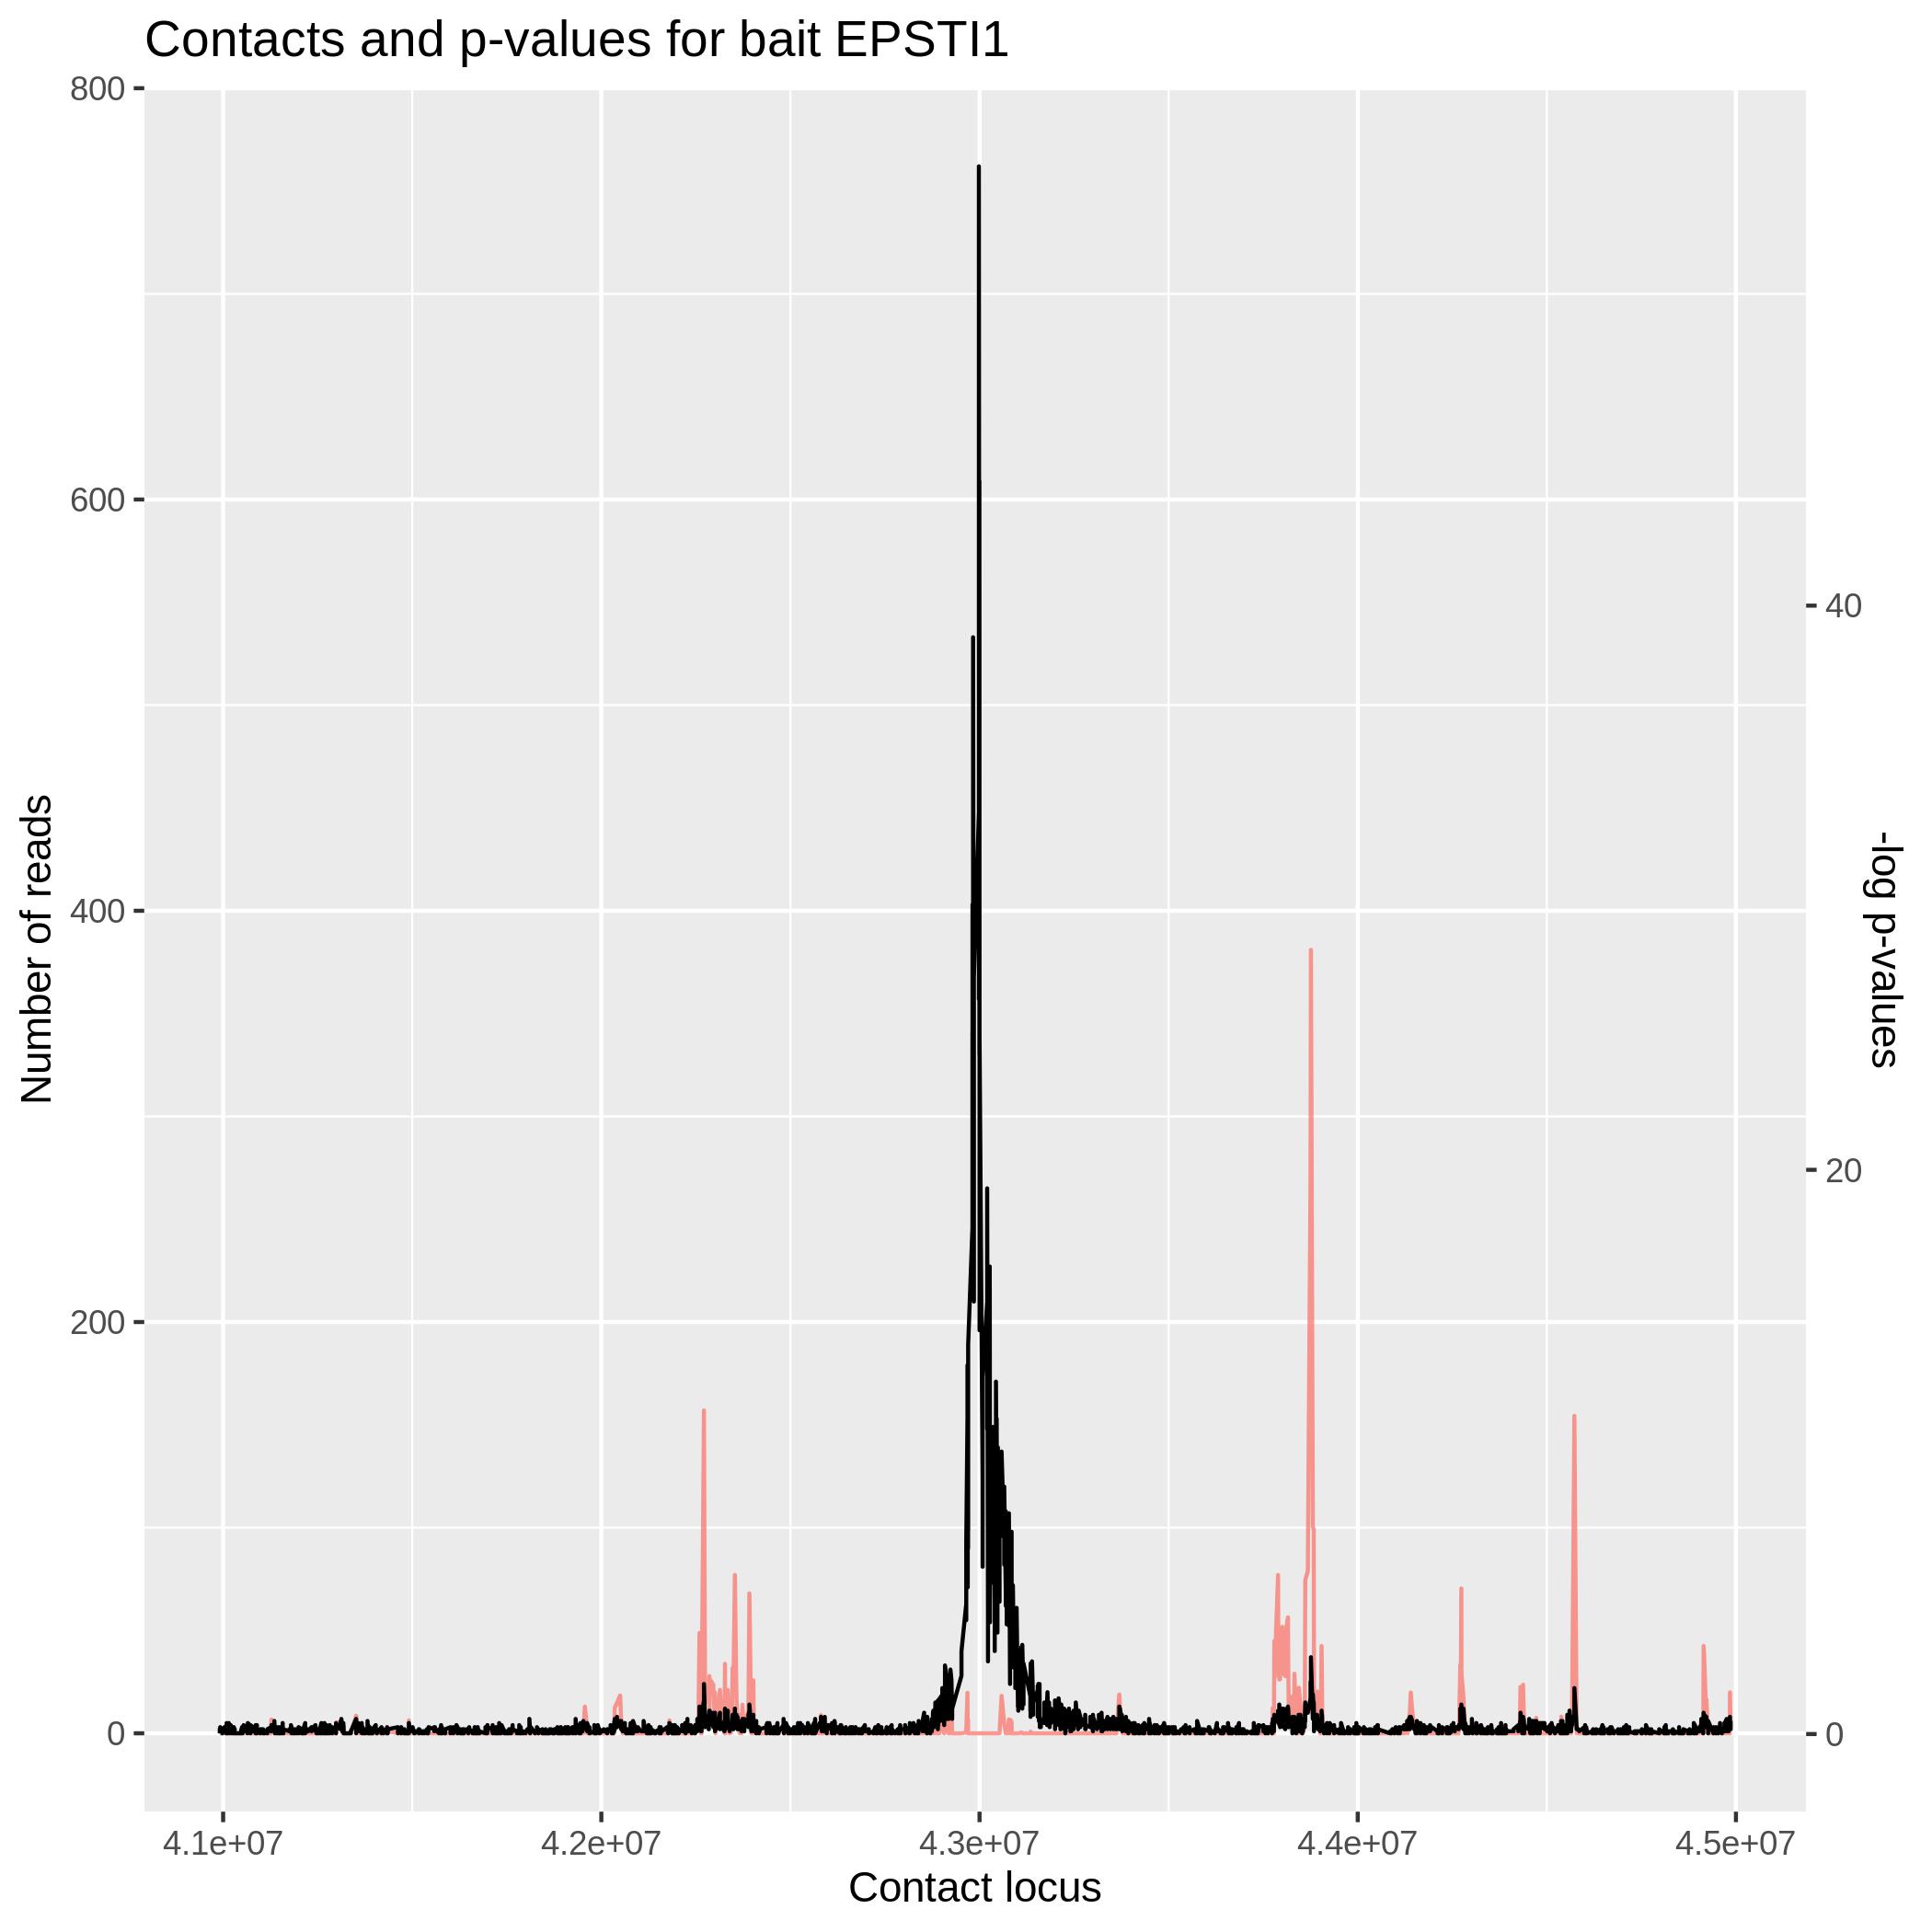 Contacts and p-values for bait EPSTI1
800
600
400
200
0
Number of reads
40
20
0
-log p-values
4.1e+07 4.2e+07 4.3e+07 4.4e+07 4.5e+07
Contact locus